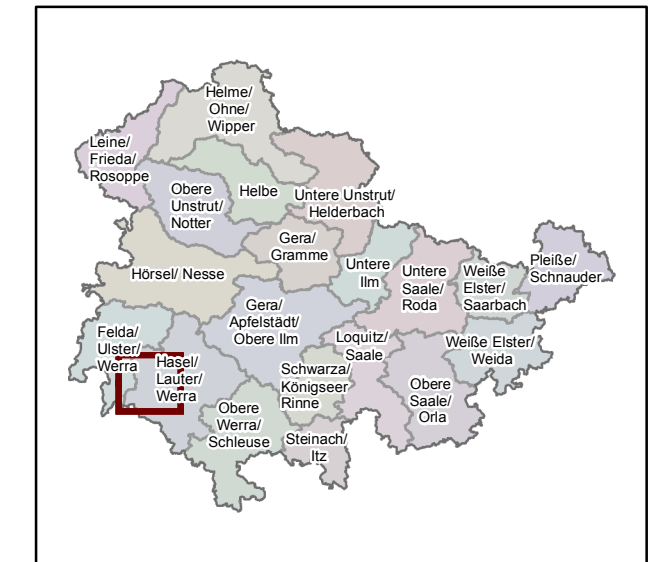 Helme/
Ohne/
Wipper
Leine/
Frieda/
Rosoppe
Obere
Unstrut/
Notter
Helbe
Untere Unstrut/
Helderbach
Gera/
Gramme
Hörsel/ Nesse
Untere
Ilm
Untere
Saale/
Roda
Weiße
Elster/
Saarbach
Pleiße/
Schnauder
Gera/
Apfelstädt/
Obere Ilm
Felda/
Ulster/
Werra
Hasel/
Lauter/
Werra
Loquitz/
Saale
Weiße Elster/
Weida
Schwarza/
Königseer
Rinne
Obere
Saale/
Orla
Obere
Werra/
Schleuse
Steinach/
Itz